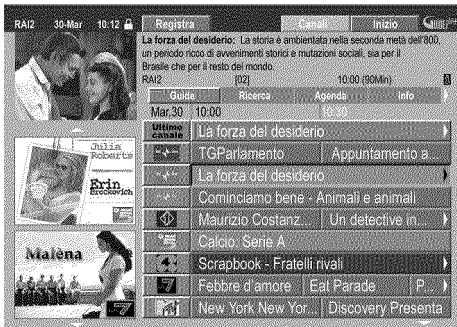 RAI2 30-Mar 10:12
Registra Canali Inizio
La forza del desiderio: La storia è ambientata nella seconda metà dell'800,
un periodo ricco di avvenimenti storici e mutazioni sociali, sia per il
Brasile che per il resto del mondo.
RAI2 [02] 10:00 (90Min)
Guide Ricerca Agenda Info
Mar.30 10:00 10:30
Ultimo canale La forza del desiderio
TGParlamento Appuntamento a...
La forza del desiderio
Cominciamo bene - Animali e animali
Maurizio Costanz... Un detective in...
Calcio: Serie A
Scrapbook - Fratelli rivali
Febbre d'amore Eat Parade P...
New York New Yor... Discovery Presenta
Julia
Roberts
Erin
Brockovich
Malèna
7